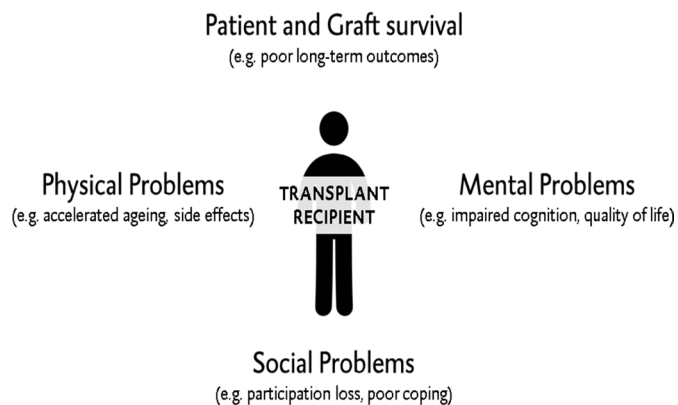 Patient and Graft survival
(e.g. poor long-term outcomes)
Physical Problems
(e.g. accelerated ageing, side effects)
TRANSPLANT
RECIPIENT
Mental Problems
(e.g. impaired cognition, quality of life)
Social Problems
(e.g. participation loss, poor coping)